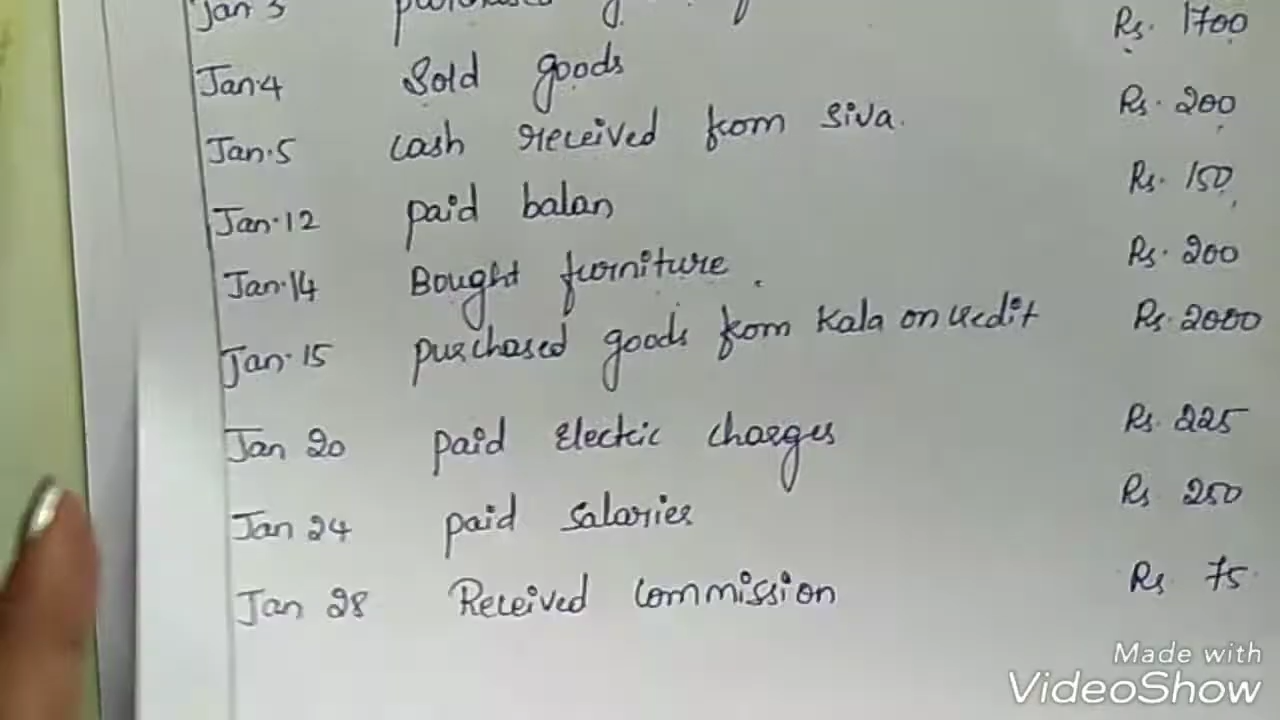 Jan 3 purchased
Jan.4 Sold goods Rs. 1700
Jan.5 cash received from Siva. Rs. 200
Jan.12 paid balan Rs. 150
Jan.14 Bought furniture. Rs. 200
Jan.15 purchased goods from Kala on credit Rs. 2000
Jan 20 paid Electric charges Rs. 225
Jan 24 paid salaries Rs 250
Jan 28 Received commission Rs 75
Made with
VideoShow